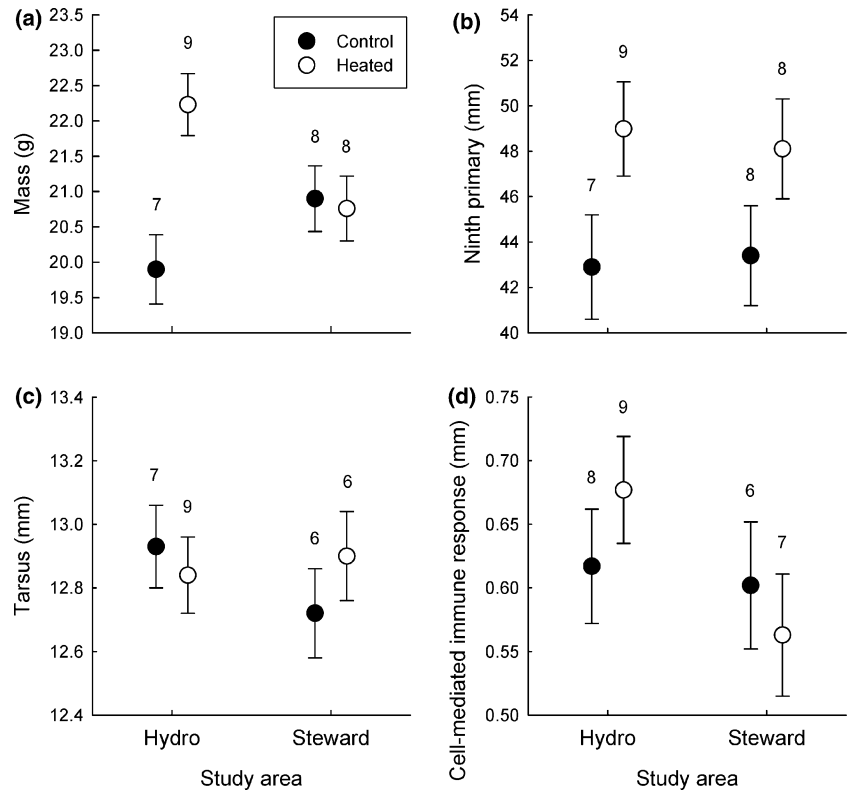 (a)
Mass (g)
23.5
23.0
22.5
22.0
21.5
21.0
20.5
20.0
19.5
19.0
7
9
8
8
Control
Heated
(b)
Ninth primary (mm)
54
52
50
48
46
44
42
40
7
9
8
8
(c)
Tarsus (mm)
13.4
13.2
13.0
12.8
12.6
12.4
7
9
6
6
Hydro
Steward
Study area
(d)
Cell-mediated immune response (mm)
0.75
0.70
0.65
0.60
0.55
0.50
8
9
6
7
Hydro
Steward
Study area